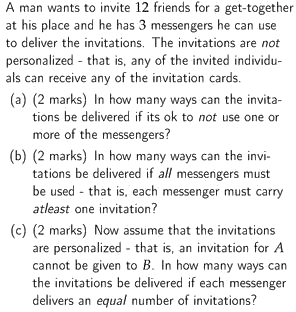 A man wants to invite 12 friends for a get-together
at his place and he has 3 messengers he can use
to deliver the invitations. The invitations are not
personalized - that is, any of the invited individu-
als can receive any of the invitation cards.
(a) (2 marks) In how many ways can the invita-
tions be delivered if its ok to not use one or
more of the messengers?
(b) (2 marks) In how many ways can the invi-
tations be delivered if all messengers must
be used - that is, each messenger must carry
atleast one invitation?
(c) (2 marks) Now assume that the invitations
are personalized - that is, an invitation for A
cannot be given to B. In how many ways can
the invitations be delivered if each messenger
delivers an equal number of invitations?